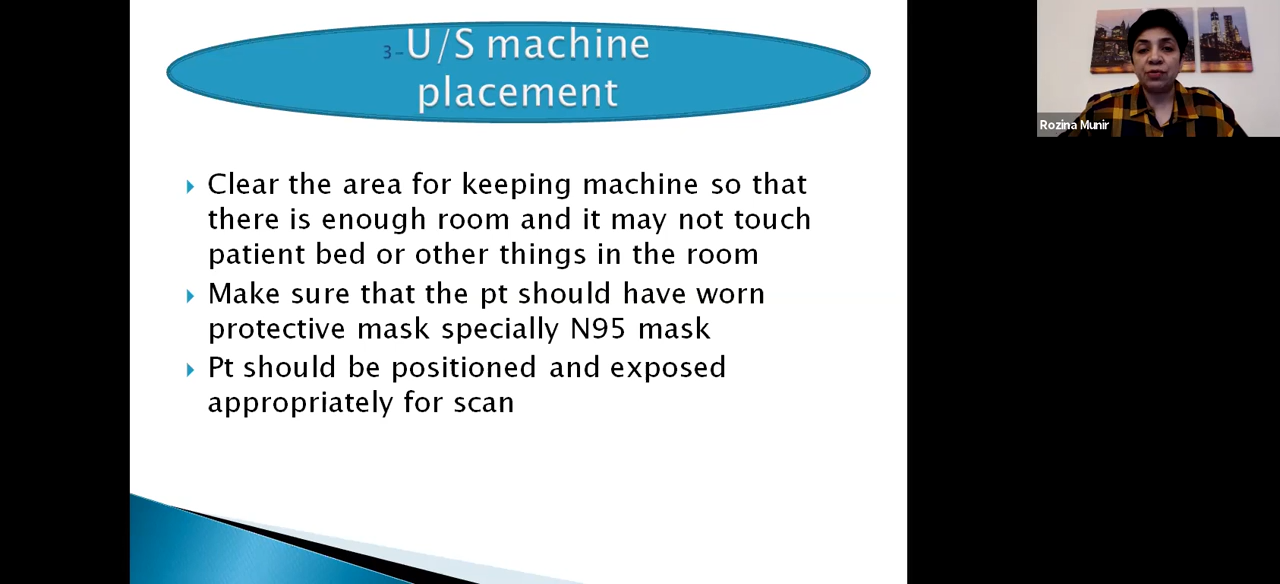 3-U/S machine
placement
Clear the area for keeping machine so that
there is enough room and it may not touch
patient bed or other things in the room
Make sure that the pt should have worn
protective mask specially N95 mask
Pt should be positioned and exposed
appropriately for scan
Rozina Munir